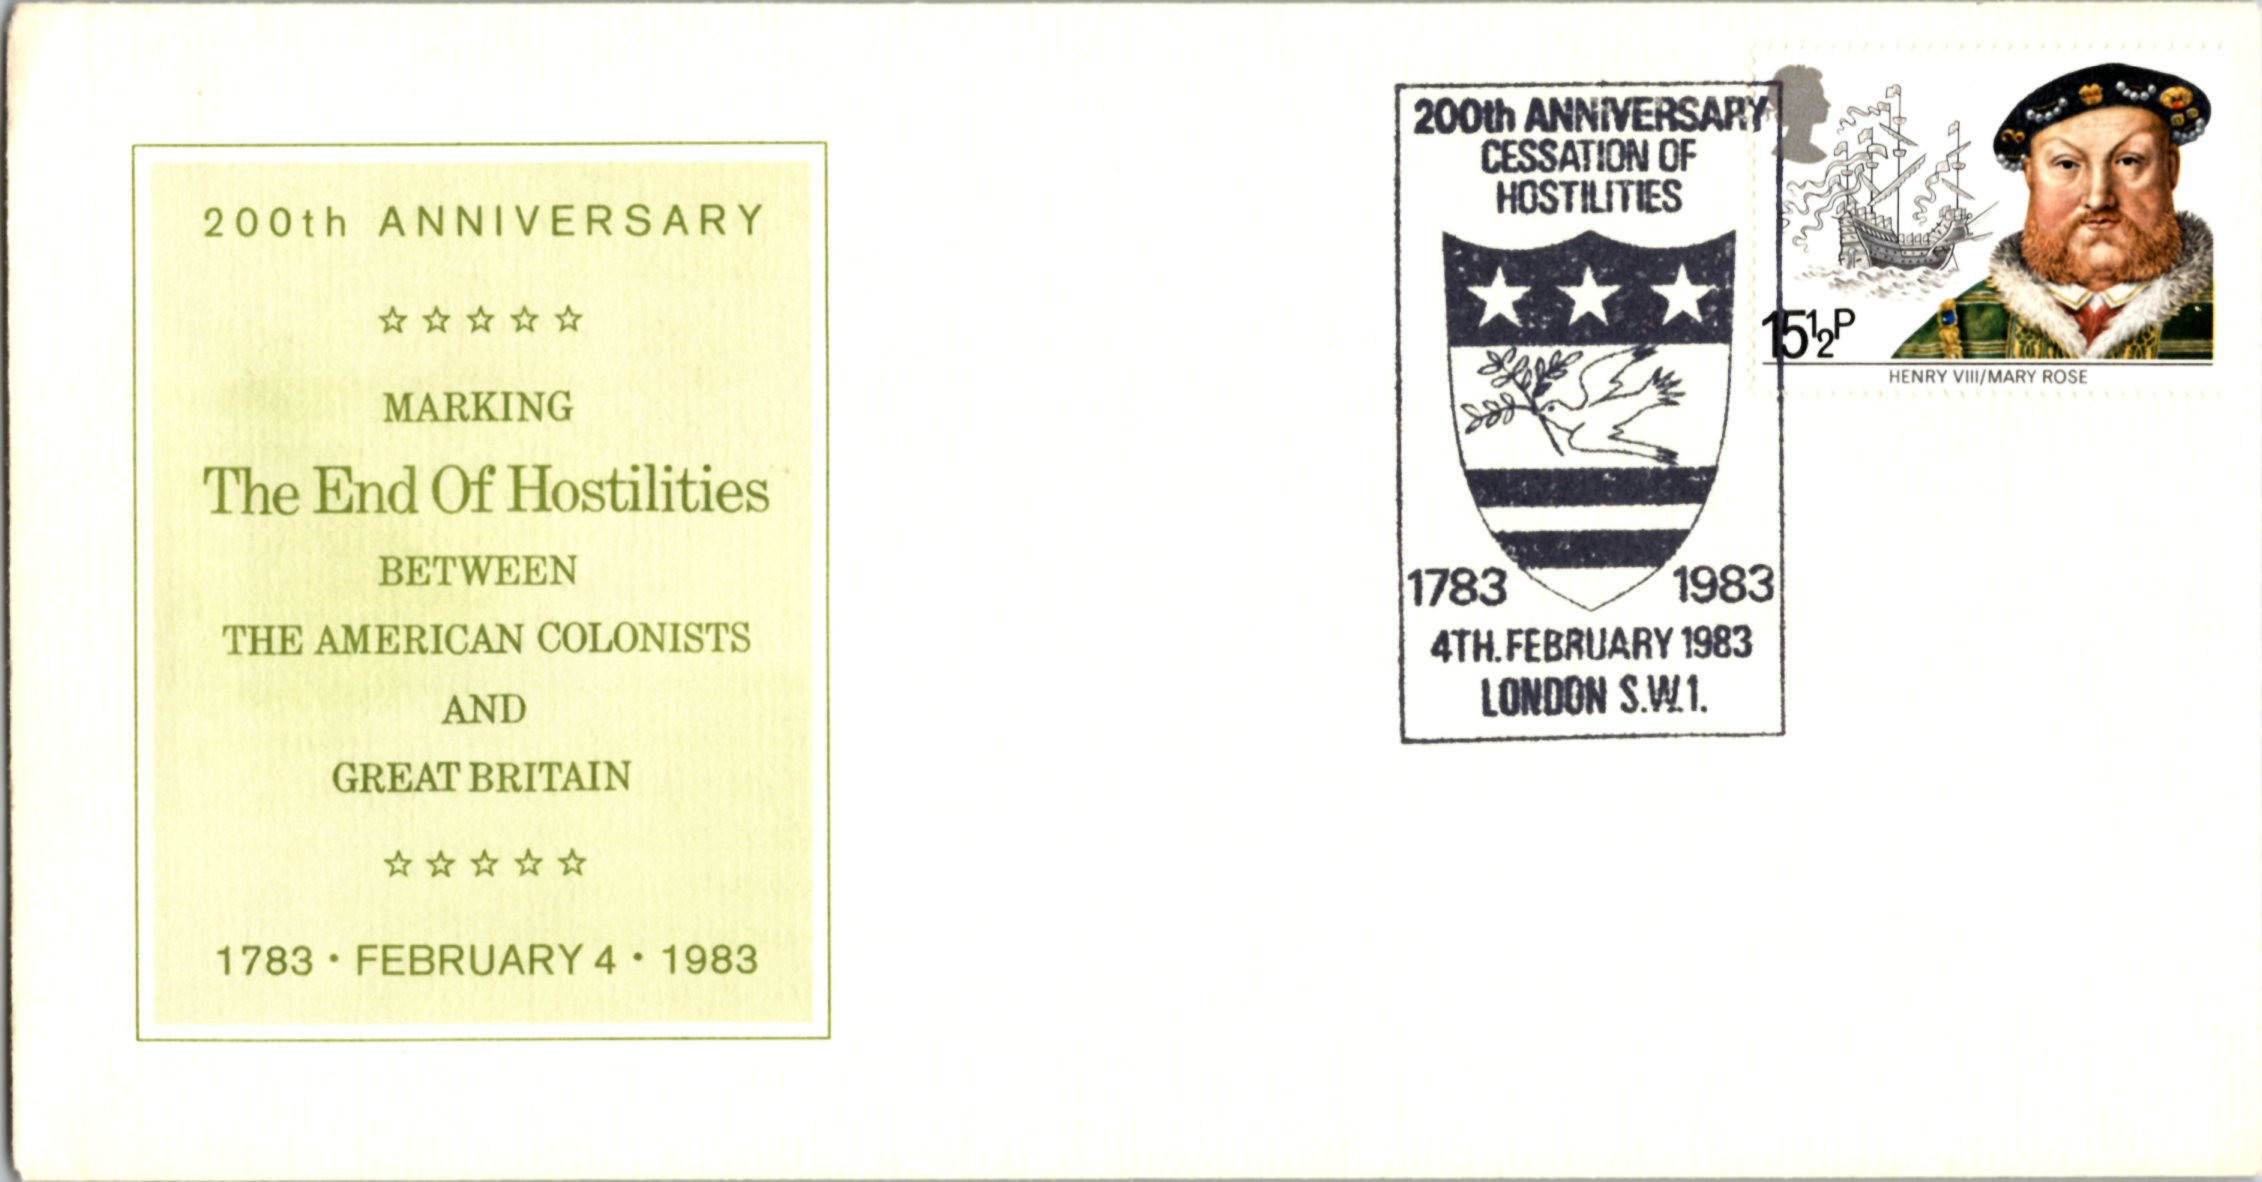 200th ANNIVERSARY
☆☆☆☆☆
MARKING
The End Of Hostilities
BETWEEN
THE AMERICAN COLONISTS
AND
GREAT BRITAIN
☆☆☆☆☆
1783 • FEBRUARY 4 • 1983
200th ANNIVERSARY
CESSATION OF
HOSTILITIES
1783 1983
4TH. FEBRUARY 1983
LONDON S.W.1.
15½P
HENRY VIII/MARY ROSE